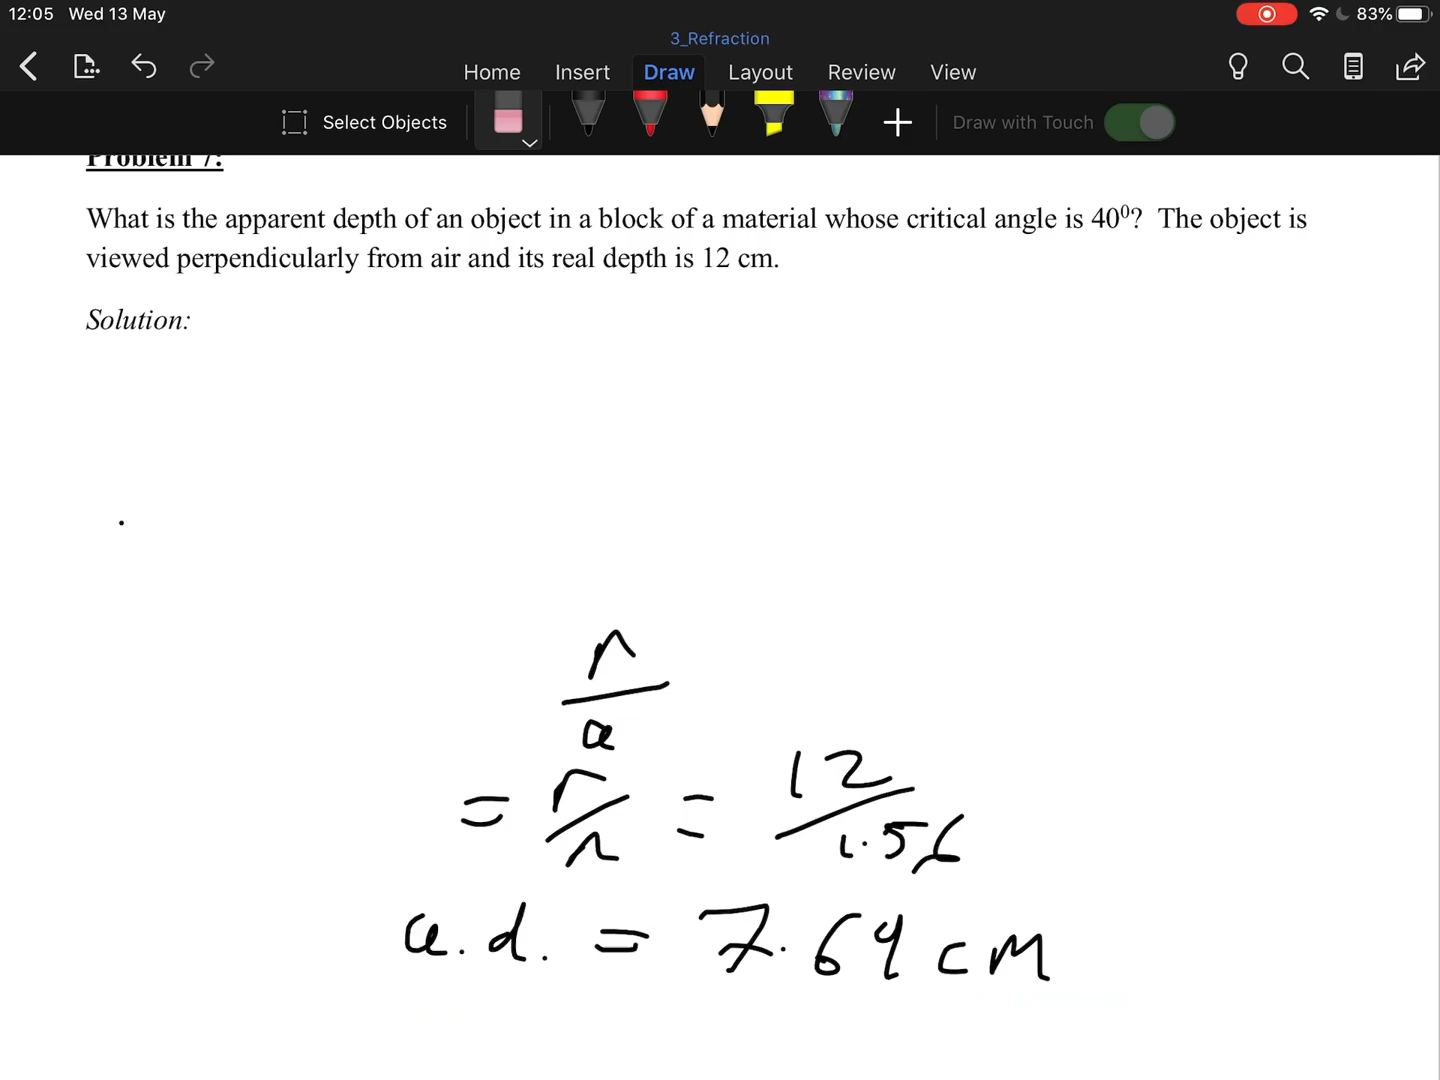 12:05 Wed 13 May 83%
3_Refraction
Home Insert Draw Layout Review View
Select Objects Draw with Touch
Problem 7:
What is the apparent depth of an object in a block of a material whose critical angle is 40⁰? The object is
viewed perpendicularly from air and its real depth is 12 cm.
Solution:
r
a
= r/n = 12/1.56
a.d. = 7.69 cm